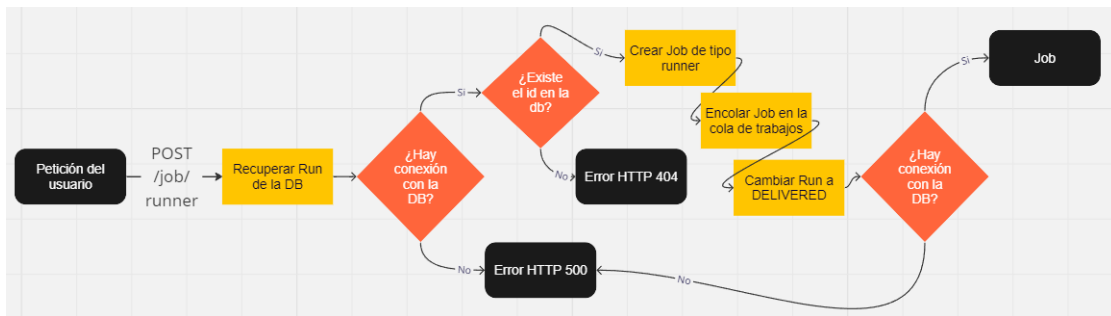 Petición del
usuario
POST
/job/
runner
Recuperar Run
de la DB
¿Hay
conexión
con la
DB?
Si
No
¿Existe
el id en la
db?
Si
No
Error HTTP 404
Error HTTP 500
Crear Job de tipo
runner
Encolar Job en la
cola de trabajos
Cambiar Run a
DELIVERED
¿Hay
conexión
con la
DB?
Si
No
Job